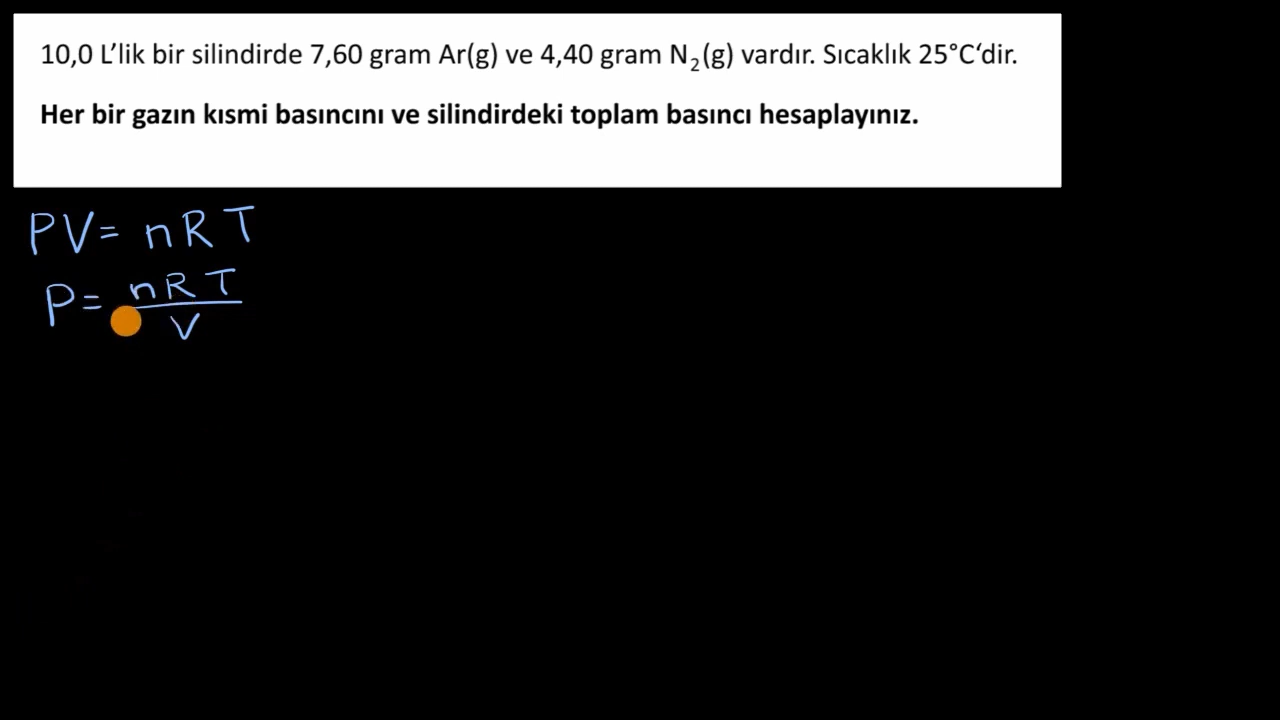 10,0 L’lik bir silindirde 7,60 gram Ar(g) ve 4,40 gram N₂(g) vardır. Sıcaklık 25°C‘dir.
Her bir gazın kısmi basıncını ve silindirdeki toplam basıncı hesaplayınız.
PV= nRT
P= nRT
V